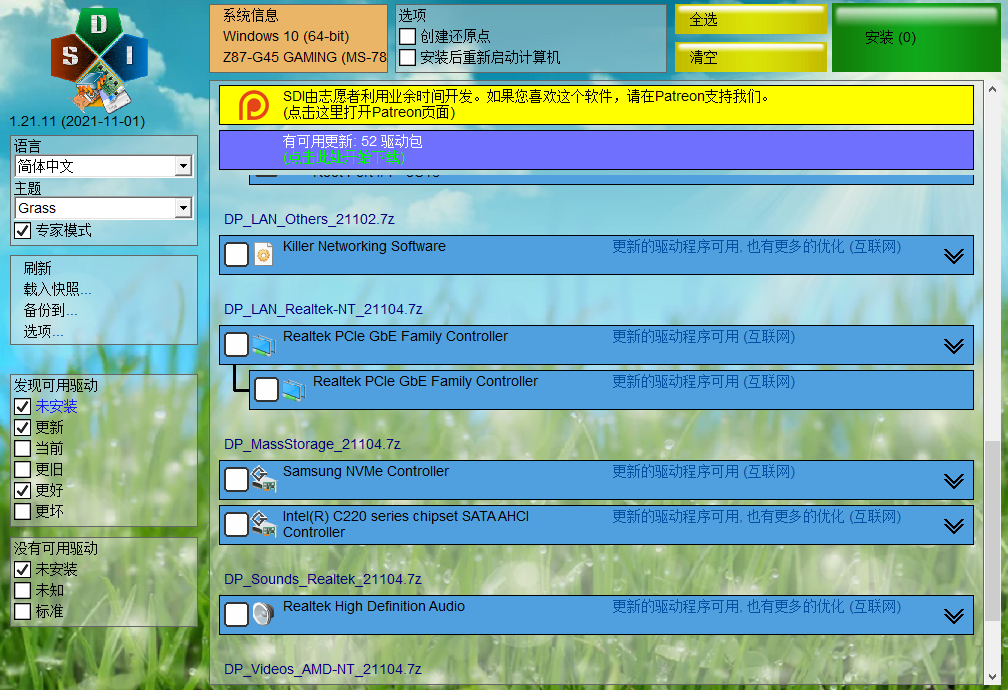 D
S
I
1.21.11 (2021-11-01)
语言
简体中文
主题
Grass
专家模式
刷新
载入快照...
备份到...
选项...
发现可用驱动
未安装
更新
当前
更旧
更好
更坏
没有可用驱动
未安装
未知
标准
系统信息
Windows 10 (64-bit)
Z87-G45 GAMING (MS-78
选项
创建还原点
安装后重新启动计算机
全选
清空
安装 (0)
SDI由志愿者利用业余时间开发。如果您喜欢这个软件，请在Patreon支持我们。
(点击这里打开Patreon页面)
有可用更新: 52 驱动包
(点击此处开始下载)
DP_LAN_Others_21102.7z
Killer Networking Software 更新的驱动程序可用, 也有更多的优化 (互联网)
DP_LAN_Realtek-NT_21104.7z
Realtek PCIe GbE Family Controller 更新的驱动程序可用 (互联网)
Realtek PCIe GbE Family Controller 更新的驱动程序可用 (互联网)
DP_MassStorage_21104.7z
Samsung NVMe Controller 更新的驱动程序可用 (互联网)
Intel(R) C220 series chipset SATA AHCI 更新的驱动程序可用, 也有更多的优化 (互联网)
Controller
DP_Sounds_Realtek_21104.7z
Realtek High Definition Audio 更新的驱动程序可用, 也有更多的优化 (互联网)
DP_Videos_AMD-NT_21104.7z